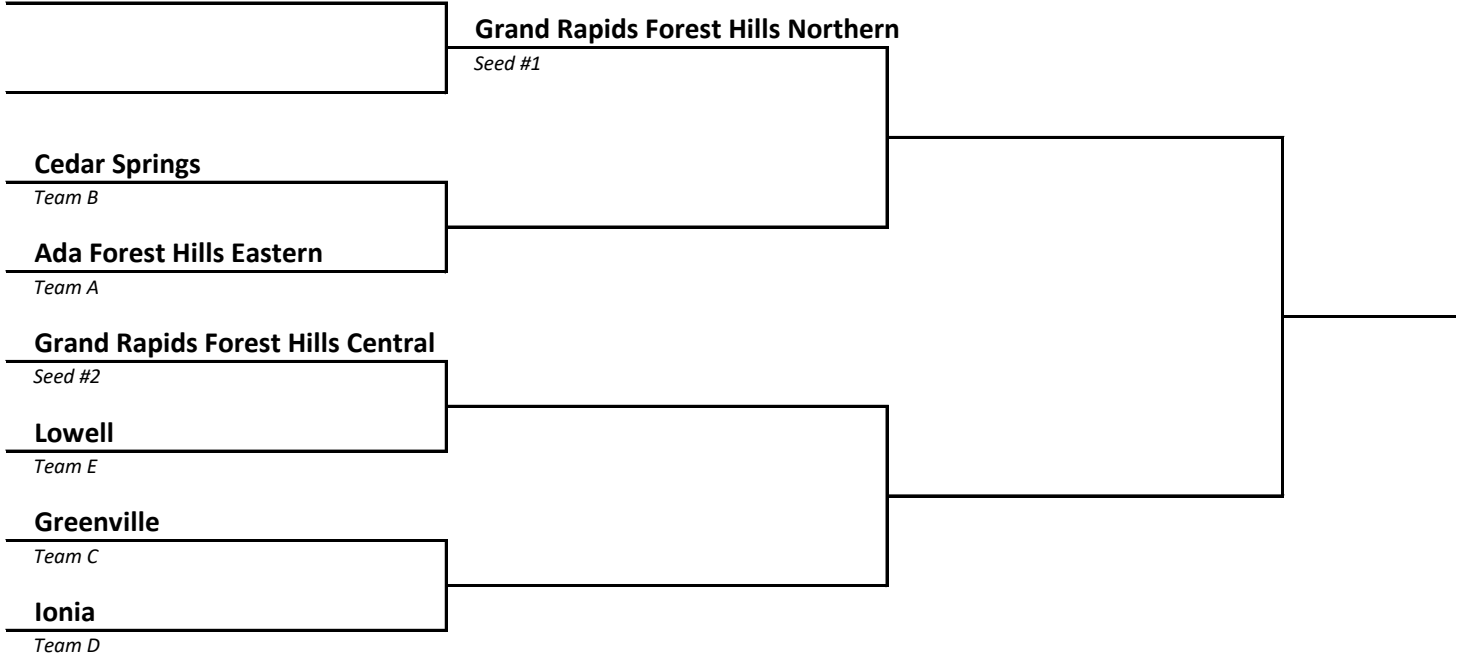 Grand Rapids Forest Hills Northern
Seed #1
Cedar Springs
Team B
Ada Forest Hills Eastern
Team A
Grand Rapids Forest Hills Central
Seed #2
Lowell
Team E
Greenville
Team C
Ionia
Team D